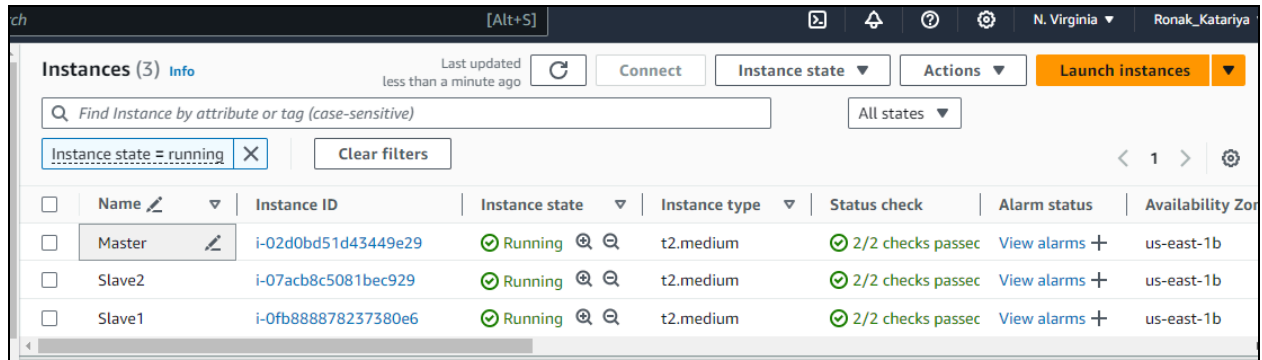 rch [Alt+S] N. Virginia ▼ Ronak_Katariya
Instances (3) Info Last updated less than a minute ago Connect Instance state ▼ Actions ▼ Launch instances ▼
Find Instance by attribute or tag (case-sensitive) All states ▼
Instance state = running Clear filters
1
Name Instance ID Instance state Instance type Status check Alarm status Availability Zor
Master i-02d0bd51d43449e29 Running t2.medium 2/2 checks passec View alarms + us-east-1b
Slave2 i-07acb8c5081bec929 Running t2.medium 2/2 checks passec View alarms + us-east-1b
Slave1 i-0fb888878237380e6 Running t2.medium 2/2 checks passec View alarms + us-east-1b